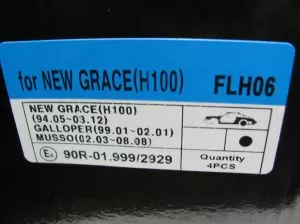 for NEW GRACE(H100) FLH06
NEW GRACE(H100)
(94.05~03.12)
GALLOPER(99.01~02.01)
MUSSO(02.03~08.08)
90R-01.999/2929
Quantity
4PCS